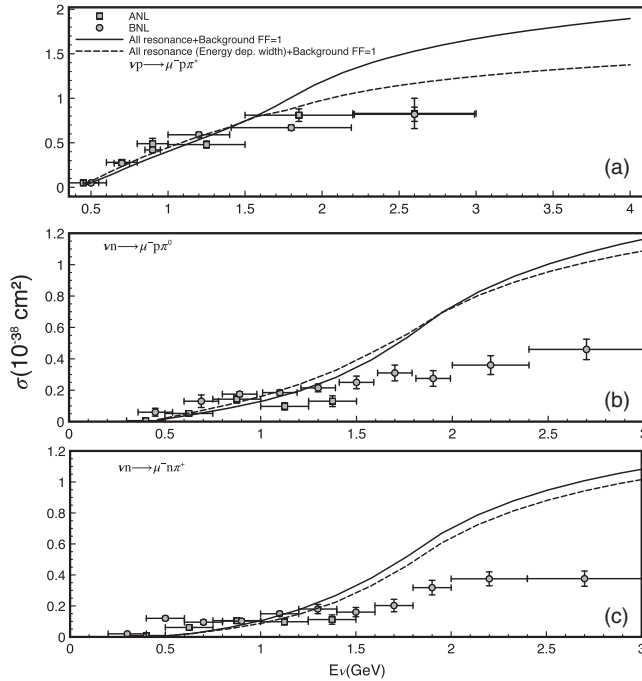 2
1.5
1
0.5
0
ANL
BNL
All resonance+Background FF=1
All resonance (Energy dep. width)+Background FF=1
νp⟶μ⁻pπ⁺
(a)
0.5 1 1.5 2 2.5 3 3.5 4
σ(10⁻³⁸ cm²)
1.2
1
0.8
0.6
0.4
0.2
0
νn⟶μ⁻pπ⁰
(b)
0 0.5 1 1.5 2 2.5 3
1.2
1
0.8
0.6
0.4
0.2
0
νn⟶μ⁻nπ⁺
(c)
0 0.5 1 1.5 2 2.5 3
Eν(GeV)